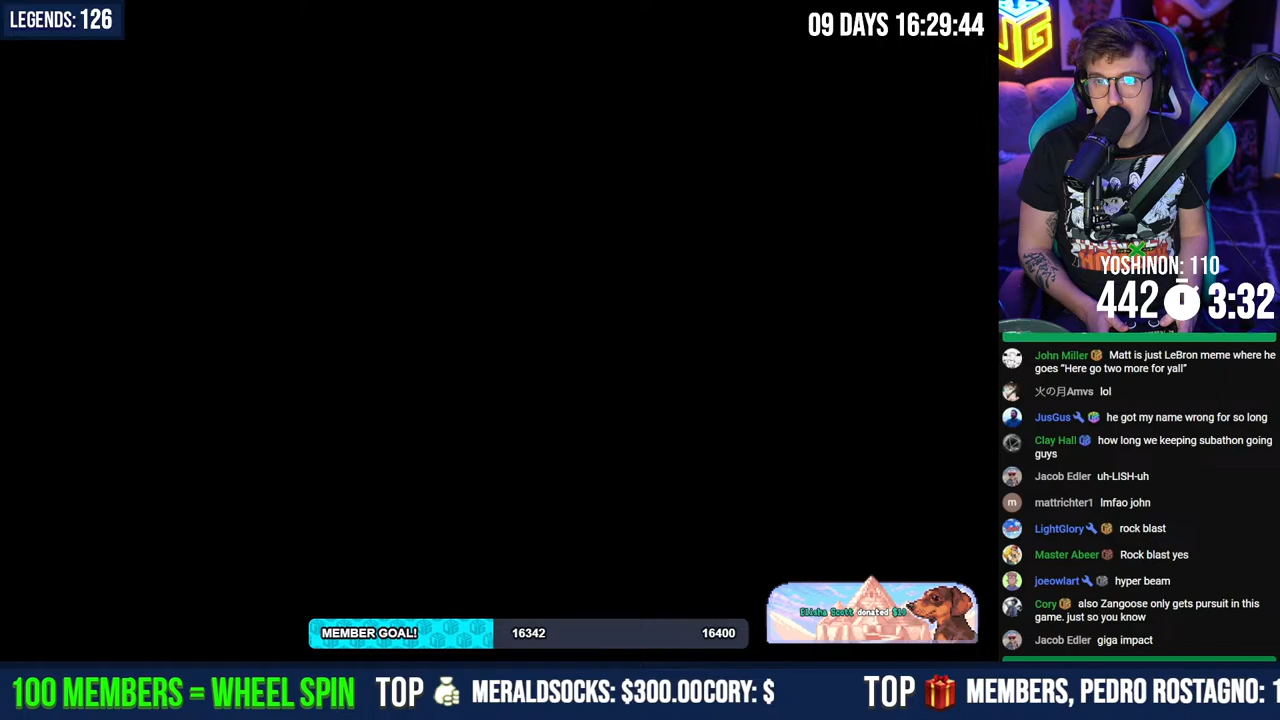 LEGENDS: 126
09 DAYS 16:29:44
YOSHINON: 110
442 3:32
John Miller Matt is just LeBron meme where he
goes "Here go two more for yall"
火の月Amvs lol
JusGus he got my name wrong for so long
Clay Hall how long we keeping subathon going
guys
Jacob Edler uh-LISH-uh
m mattrichter1 lmfao john
LightGlory rock blast
Master Abeer Rock blast yes
joeowlart hyper beam
Cory also Zangoose only gets pursuit in this
game. just so you know
Jacob Edler giga impact
Elisha Scott donated $10
MEMBER GOAL! 16342 16400
100 MEMBERS = WHEEL SPIN TOP MERALDSOCKS: $300.00CORY: $ TOP MEMBERS, PEDRO ROSTAGNO: 1